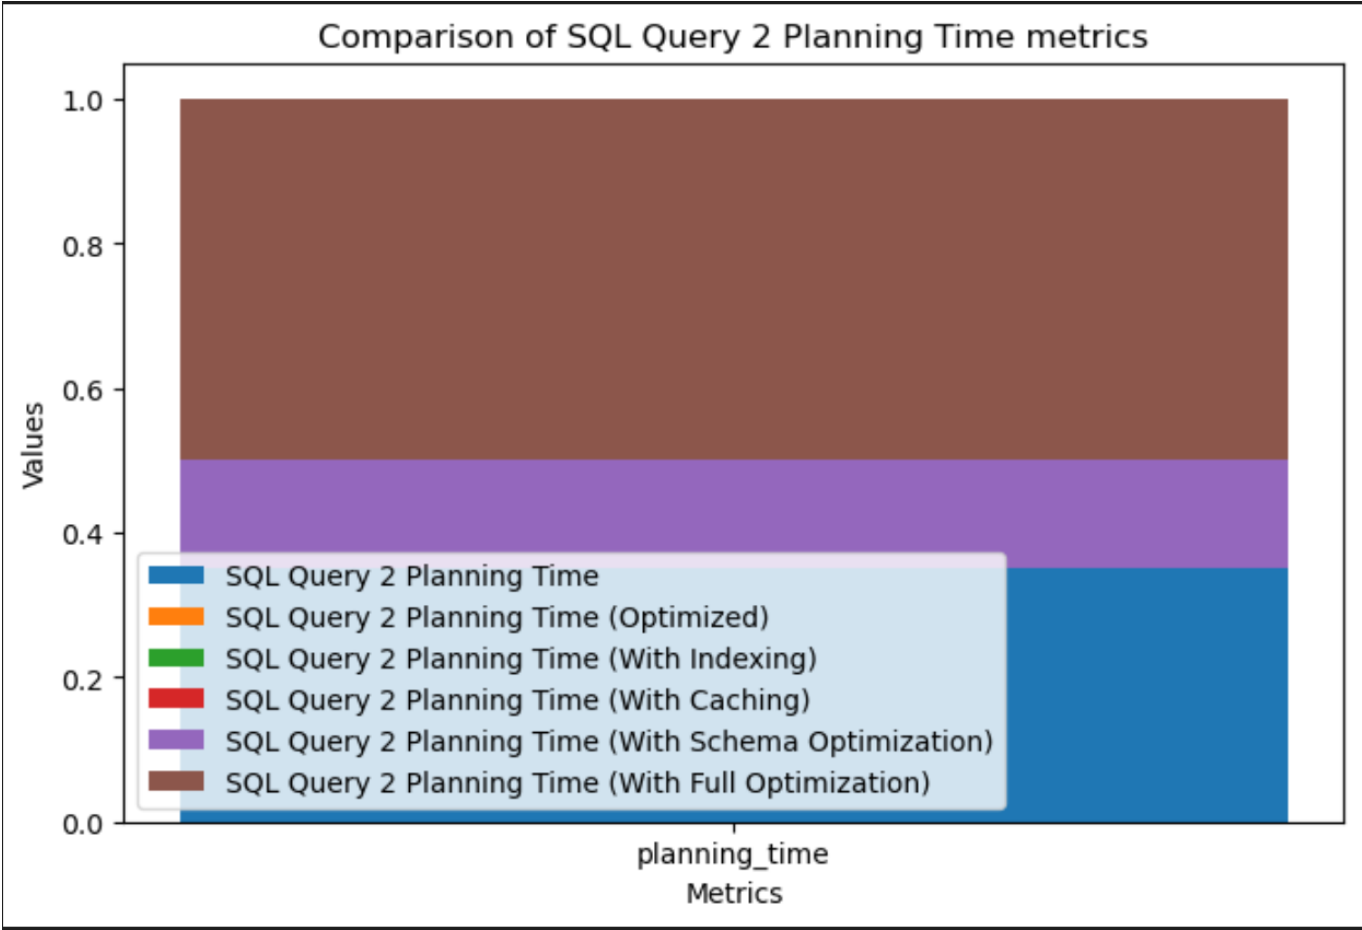 Comparison of SQL Query 2 Planning Time metrics
1.0
0.8
0.6
0.4
0.2
0.0
Values
SQL Query 2 Planning Time
SQL Query 2 Planning Time (Optimized)
SQL Query 2 Planning Time (With Indexing)
SQL Query 2 Planning Time (With Caching)
SQL Query 2 Planning Time (With Schema Optimization)
SQL Query 2 Planning Time (With Full Optimization)
planning_time
Metrics